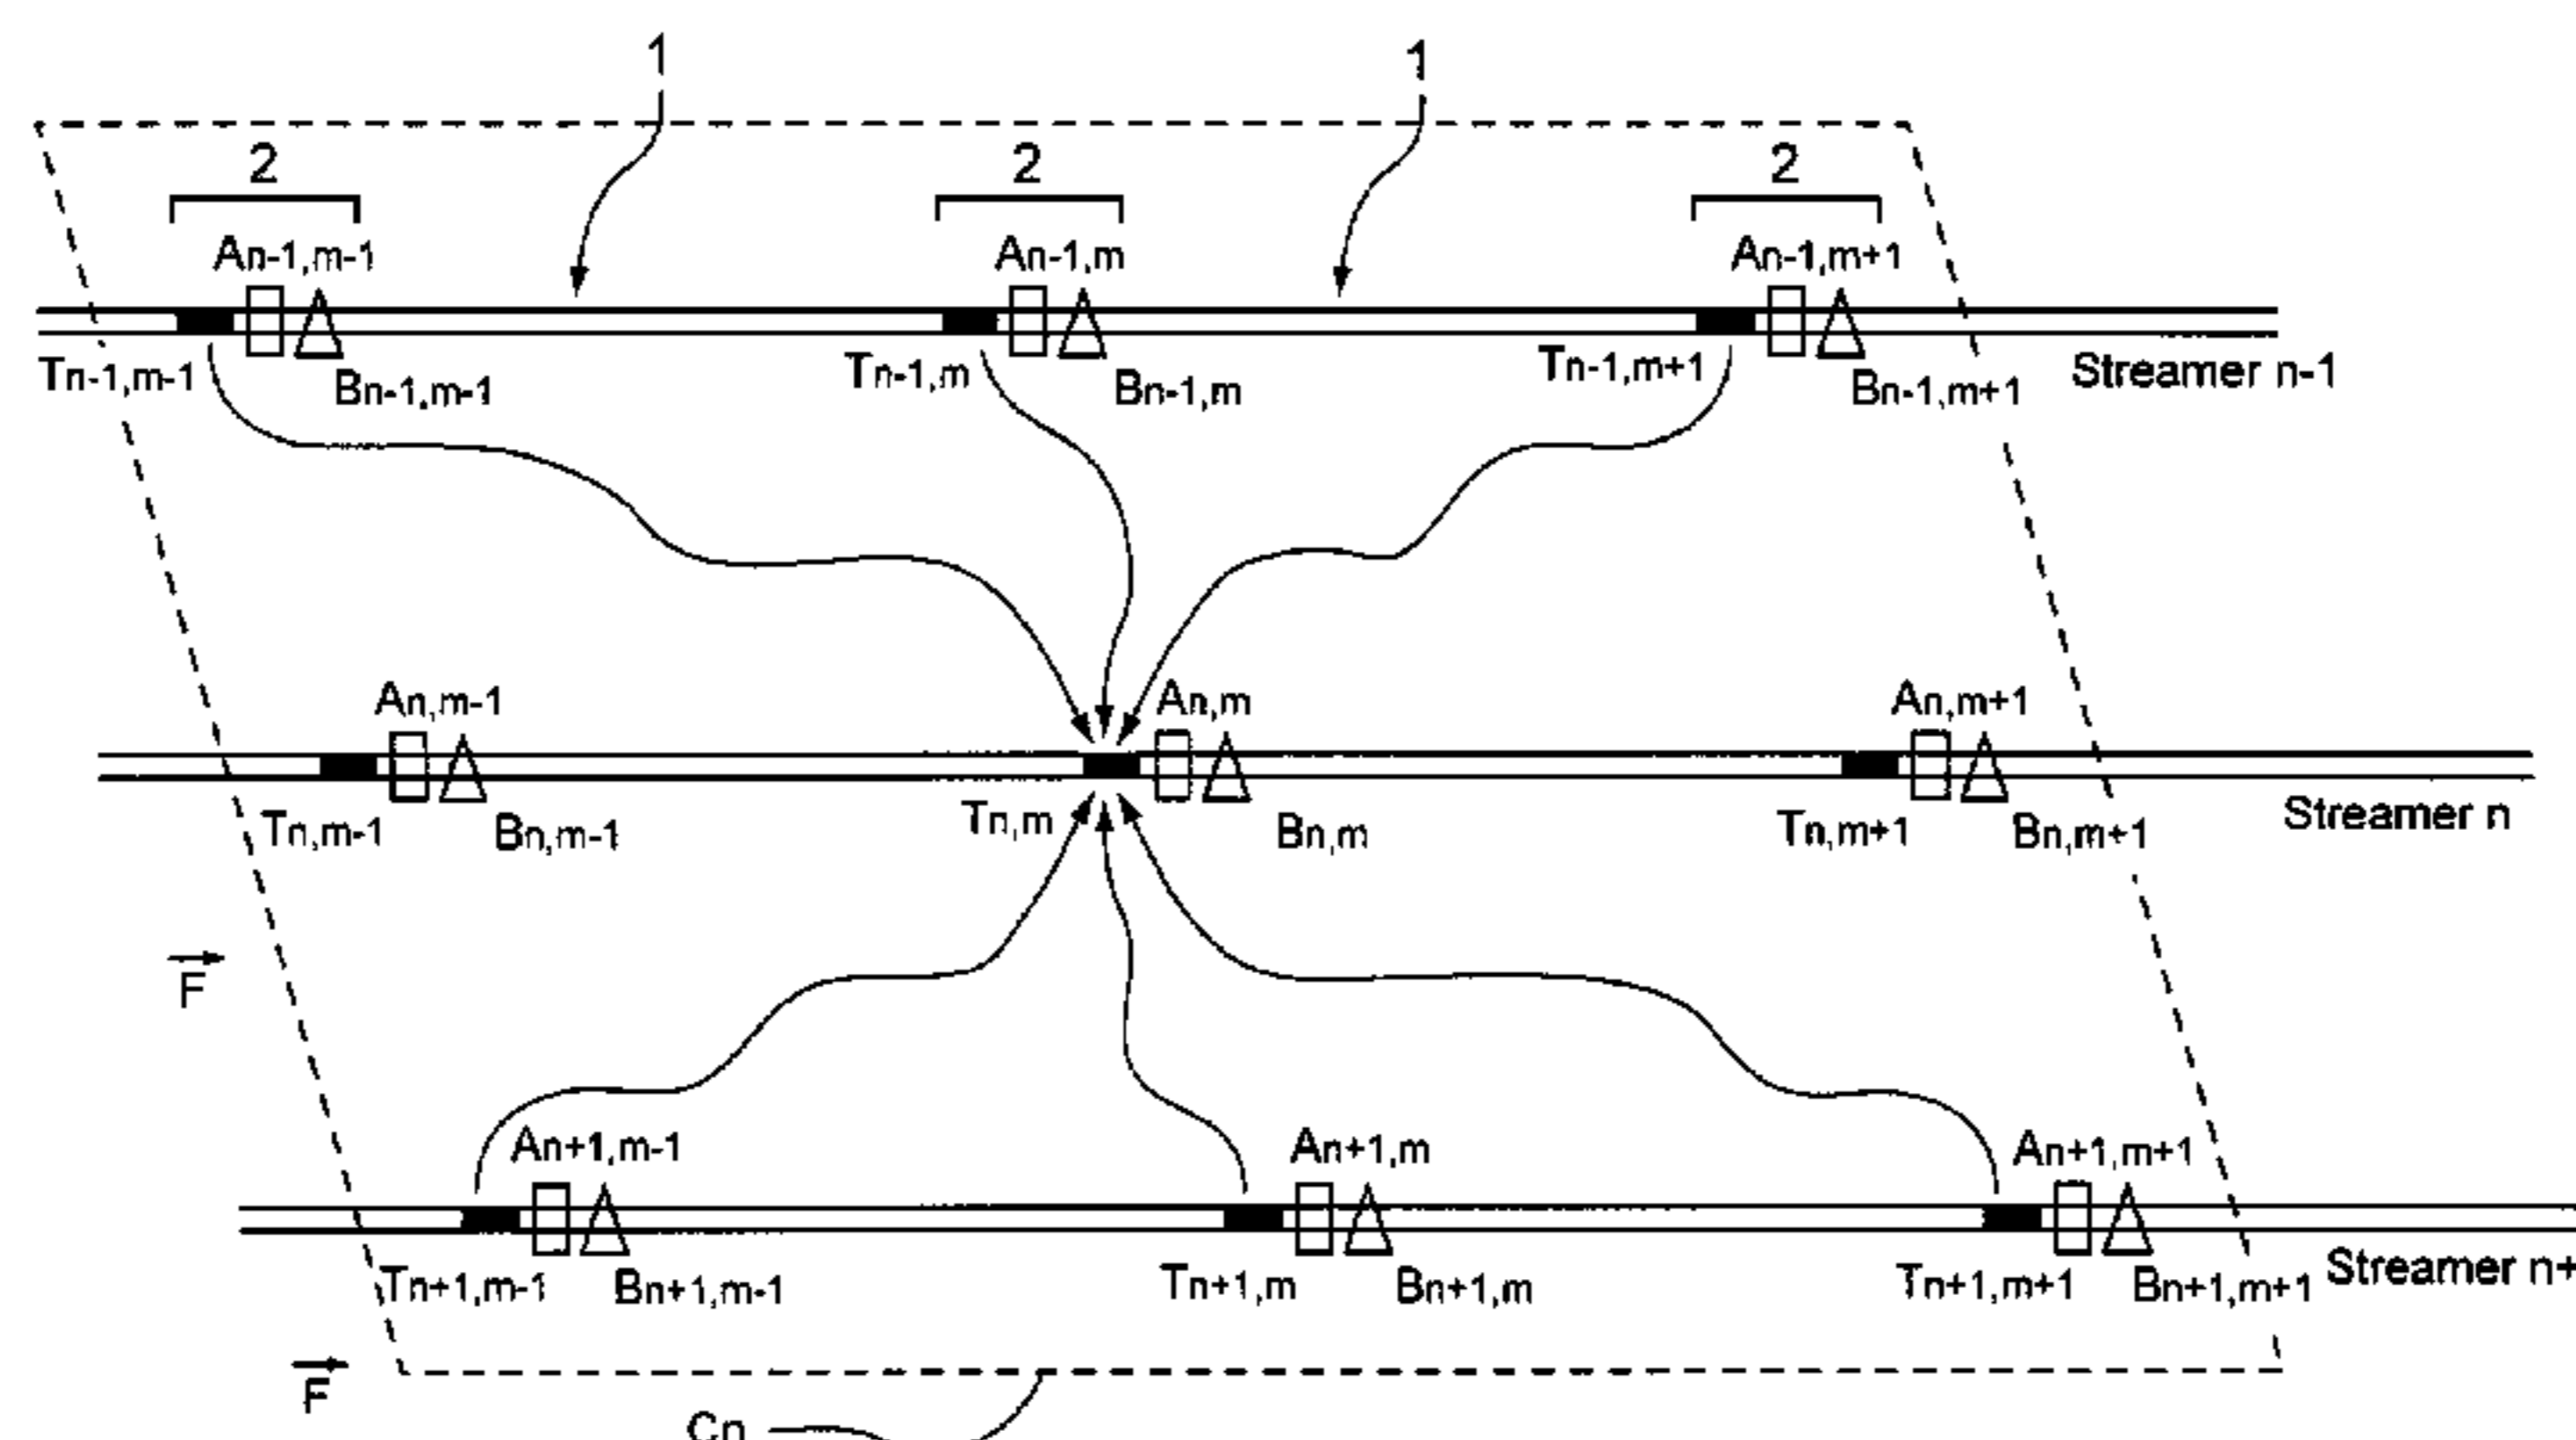 1 1
2 2 2
An-1,m-1 An-1,m An-1,m+1
Tn-1,m-1 Bn-1,m-1 Tn-1,m Bn-1,m Tn-1,m+1 Bn-1,m+1 Streamer n-1
An,m-1 An,m An,m+1
Tn,m-1 Bn,m-1 Tn,m Bn,m Tn,m+1 Bn,m+1 Streamer n
F
An+1,m-1 An+1,m An+1,m+1
Tn+1,m-1 Bn+1,m-1 Tn+1,m Bn+1,m Tn+1,m+1 Bn+1,m+1 Streamer n+
F
Cn